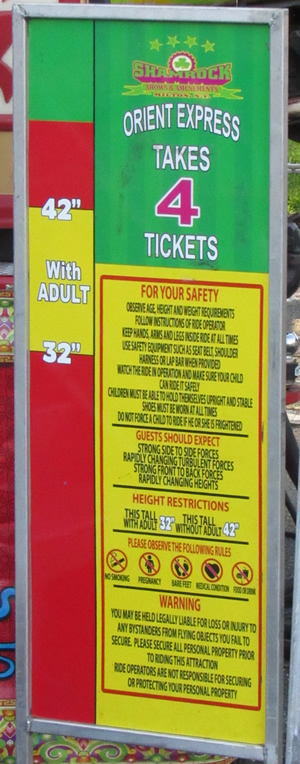 SHAMROCK
SHOWS & AMUSEMENTS
ORIENT EXPRESS
TAKES
4
TICKETS
42"
With
ADULT
32"
FOR YOUR SAFETY
OBSERVE AGE, HEIGHT AND WEIGHT REQUIREMENTS
FOLLOW INSTRUCTIONS OF RIDE OPERATOR
KEEP HANDS, ARMS AND LEGS INSIDE RIDE AT ALL TIMES
USE SAFETY EQUIPMENT SUCH AS SEAT BELT, SHOULDER
HARNESS OR LAP BAR WHEN PROVIDED
WATCH THE RIDE IN OPERATION AND MAKE SURE YOUR CHILD
CAN RIDE IT SAFELY
CHILDREN MUST BE ABLE TO HOLD THEMSELVES UPRIGHT AND STABLE
SHOES MUST BE WORN AT ALL TIMES
DO NOT FORCE A CHILD TO RIDE IF HE OR SHE IS FRIGHTENED
GUESTS SHOULD EXPECT
STRONG SIDE TO SIDE FORCES
RAPIDLY CHANGING TURBULENT FORCES
STRONG FRONT TO BACK FORCES
RAPIDLY CHANGING HEIGHTS
HEIGHT RESTRICTIONS
THIS TALL WITH ADULT 32" THIS TALL WITHOUT ADULT 42"
PLEASE OBSERVE THE FOLLOWING RULES
NO SMOKING PREGNANCY BARE FEET MEDICAL CONDITION FOOD OR DRINK
WARNING
YOU MAY BE HELD LEGALLY LIABLE FOR LOSS OR INJURY TO
ANY BYSTANDERS FROM FLYING OBJECTS YOU FAIL TO
SECURE. PLEASE SECURE ALL PERSONAL PROPERTY PRIOR
TO RIDING THIS ATTRACTION
RIDE OPERATORS ARE NOT RESPONSIBLE FOR SECURING
OR PROTECTING YOUR PERSONAL PROPERTY